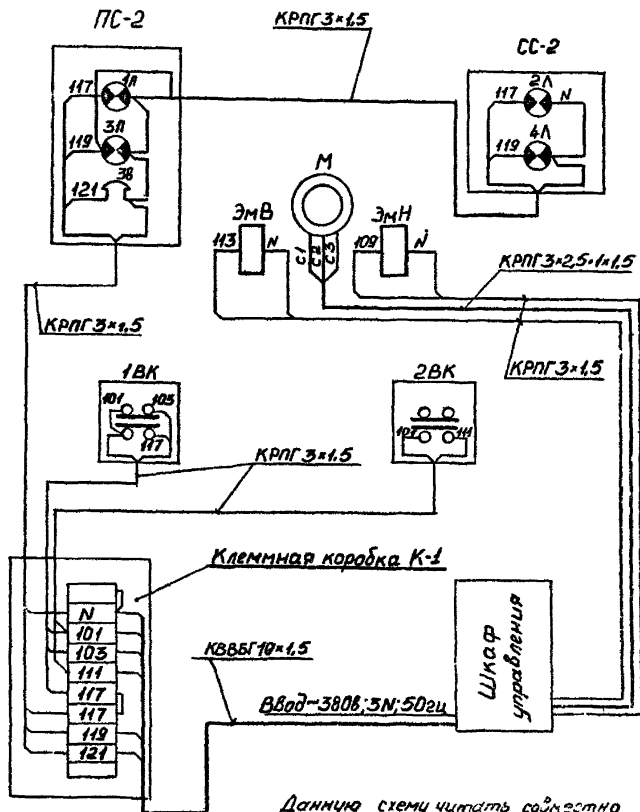 ПС-2
КРПГ 3×1,5
СС-2
117
1Л
119
3Л
121
ЗВ
117
2Л
N
119
4Л
М
ЭмВ
113
N
С1
С2
С3
ЭмН
109
N
КРПГ 3×2,5+1×1,5
КРПГ 3×1,5
КРПГ 3×1,5
1ВК
101
103
117
2ВК
111
КРПГ 3×1.5
Клеммная коробка К-1
N
101
103
111
117
117
119
121
КВВБГ 19×1,5
Ввод ~380в; 3N; 50гц
Шкаф
управления
Данную схему читать совместно